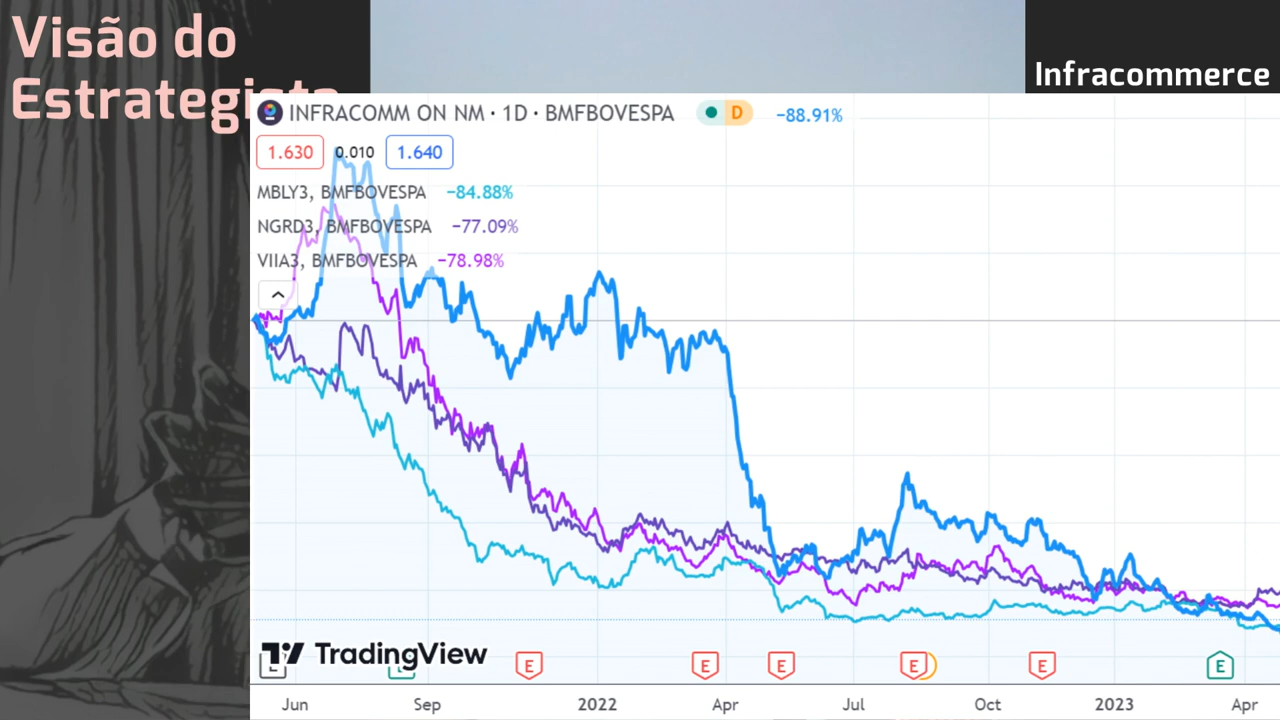 Visão do
Estrategista
Infracommerce
INFRACOMM ON NM · 1D · BMFBOVESPA D −88.91%
1.630 0.010 1.640
MBLY3, BMFBOVESPA −84.88%
NGRD3, BMFBOVESPA −77.09%
VIIA3, BMFBOVESPA −78.98%
TradingView
E E E E E E E E
Jun Sep 2022 Apr Jul Oct 2023 Apr